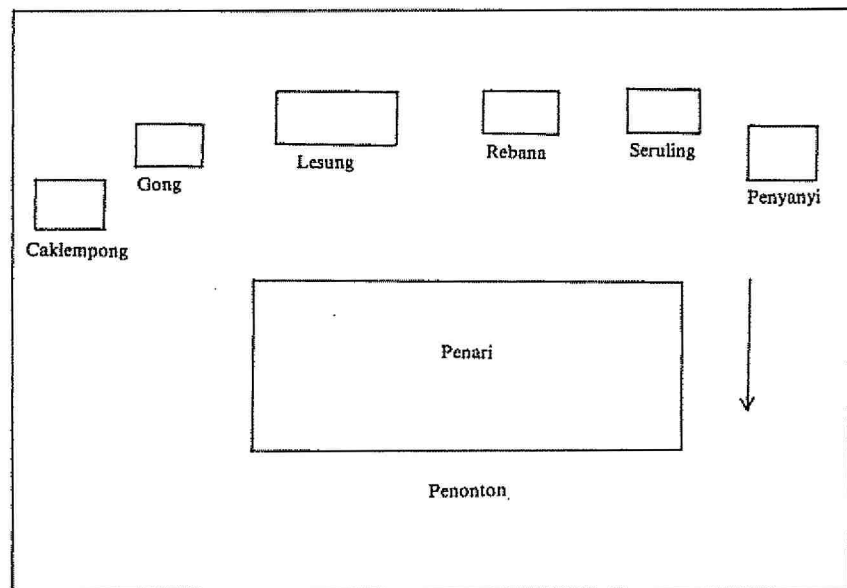 Lesung
Rebana
Seruling
Gong
Penyanyi
Caklempong
Penari
Penonton